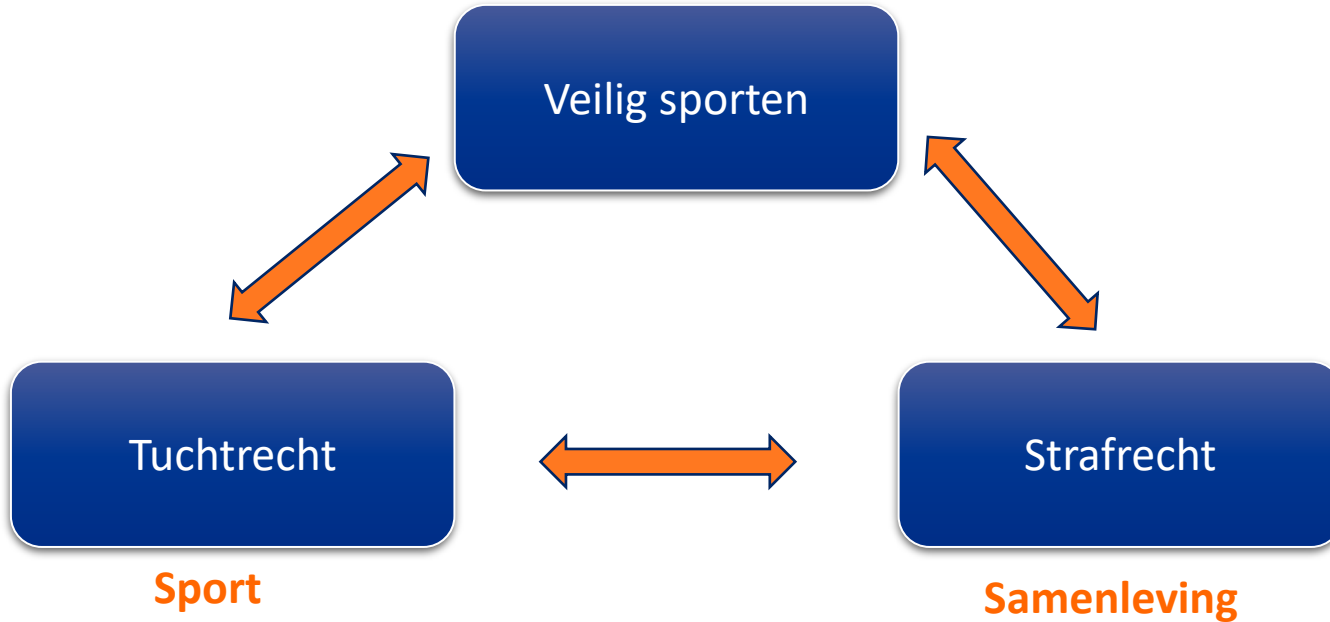 Veilig sporten
Tuchtrecht
Strafrecht
Sport
Samenleving